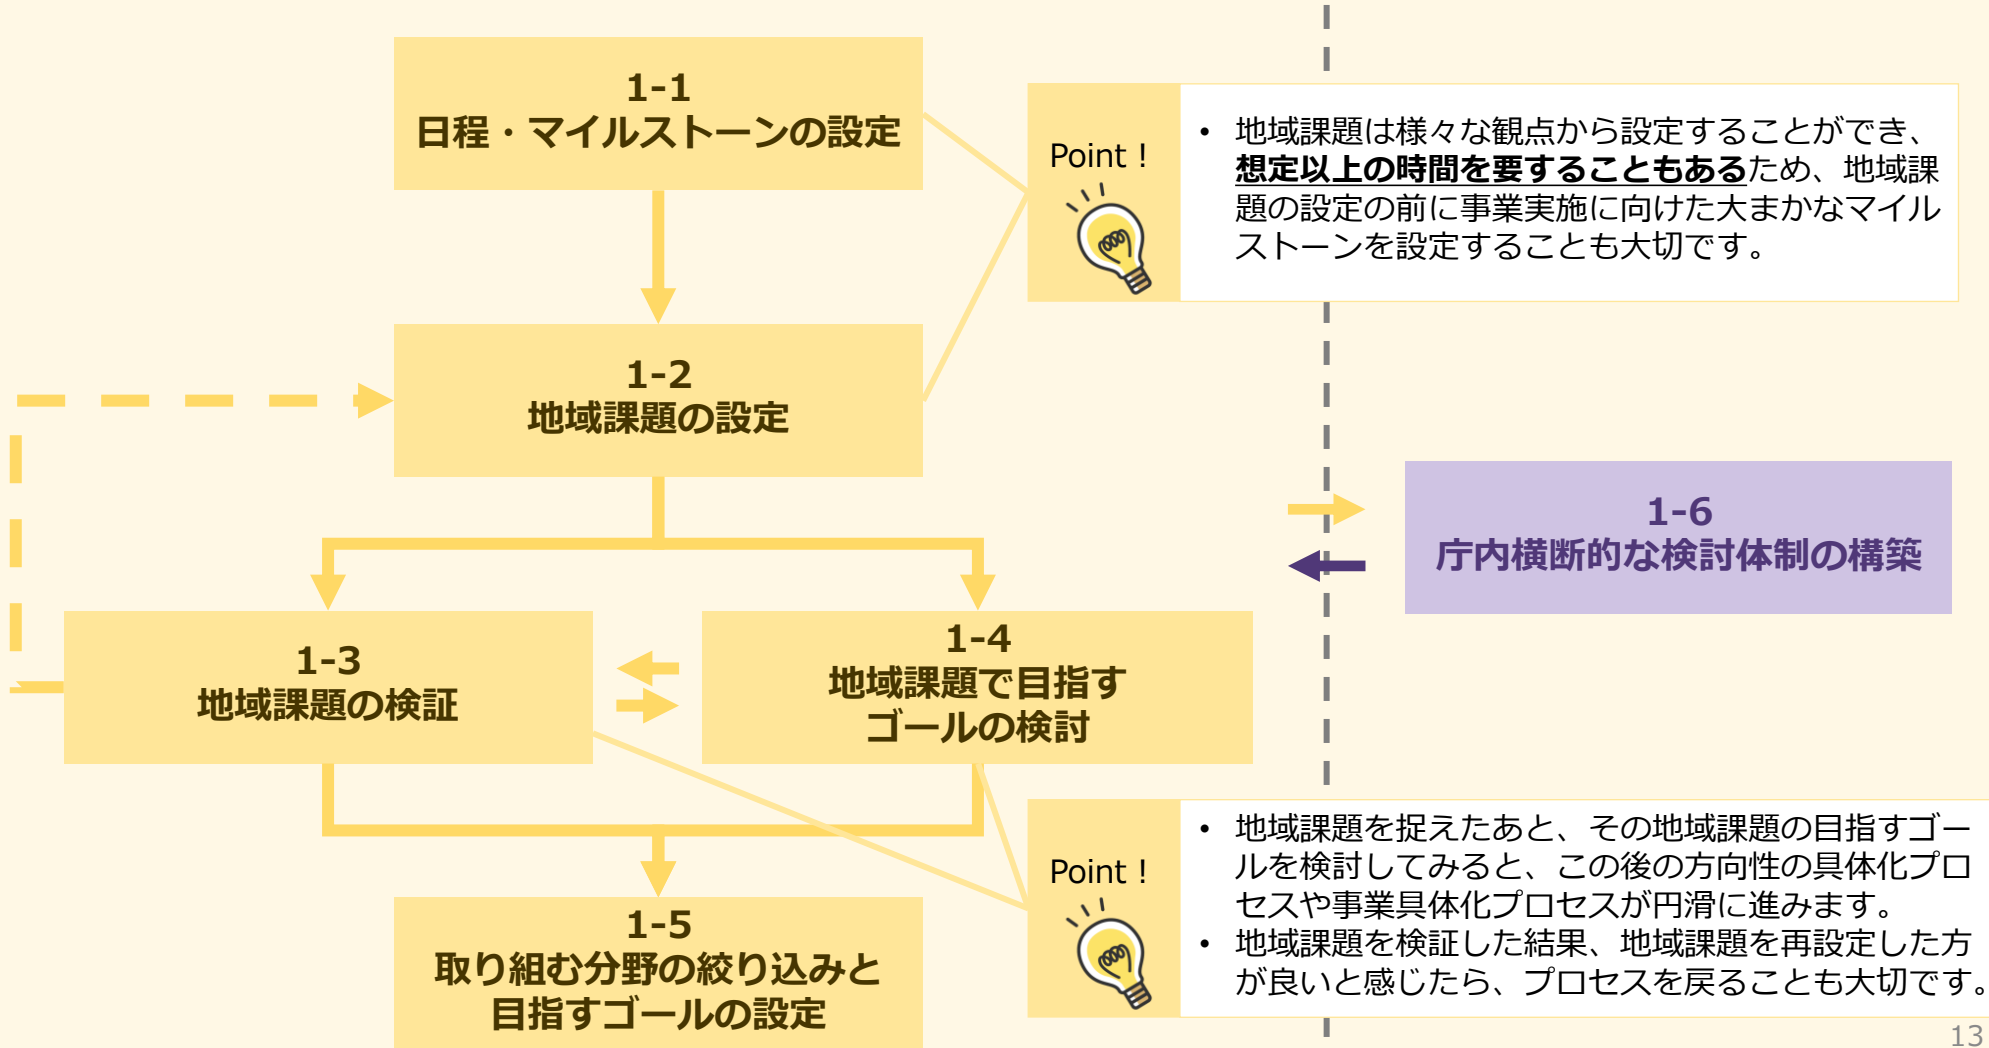 1-1
日程・マイルストーンの設定
Point！
• 地域課題は様々な観点から設定することができ、
想定以上の時間を要することもあるため、地域課
題の設定の前に事業実施に向けた大まかなマイル
ストーンを設定することも大切です。
1-2
地域課題の設定
1-6
庁内横断的な検討体制の構築
1-3
地域課題の検証
1-4
地域課題で目指す
ゴールの検討
Point！
• 地域課題を捉えたあと、その地域課題の目指すゴー
ルを検討してみると、この後の方向性の具体化プロ
セスや事業具体化プロセスが円滑に進みます。
• 地域課題を検証した結果、地域課題を再設定した方
が良いと感じたら、プロセスを戻ることも大切です。
1-5
取り組む分野の絞り込みと
目指すゴールの設定
13